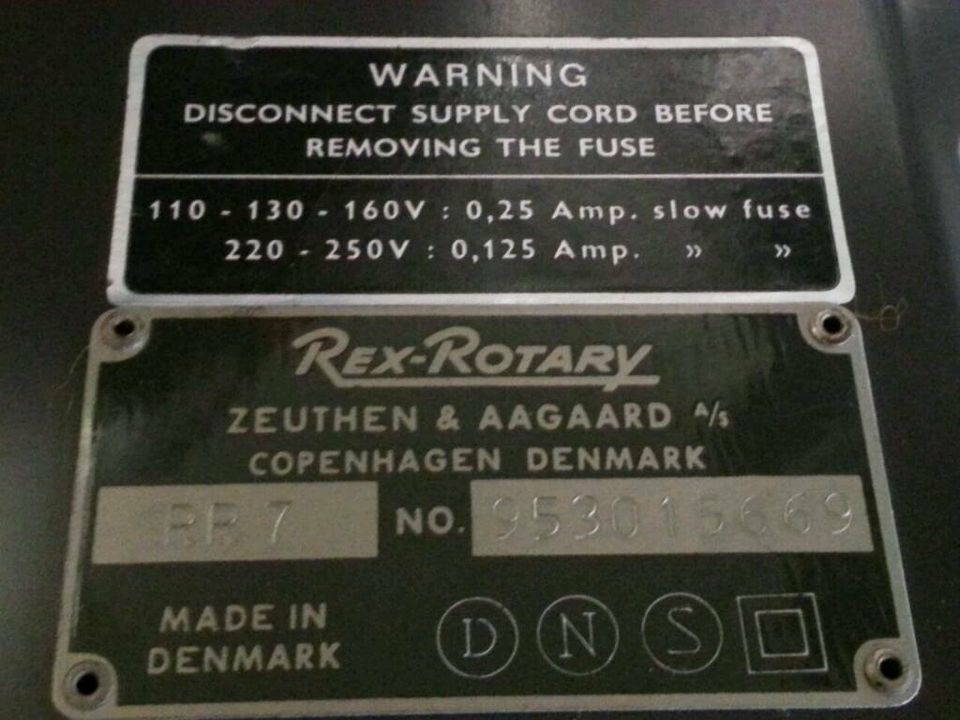 WARNING
DISCONNECT SUPPLY CORD BEFORE
REMOVING THE FUSE
110 - 130 - 160V : 0,25 Amp. slow fuse
220 - 250V : 0,125 Amp. » »
REX-ROTARY
ZEUTHEN & AAGAARD A/S
COPENHAGEN DENMARK
RR 7 NO. 953015669
MADE IN
DENMARK
D N S